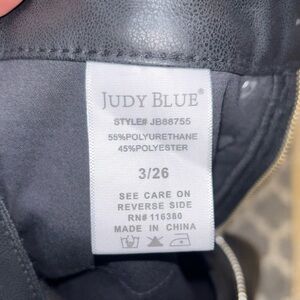 JUDY BLUE®
STYLE# JB88755
55%POLYURETHANE
45%POLYESTER
3/26
SEE CARE ON
REVERSE SIDE
RN# 116380
MADE IN CHINA